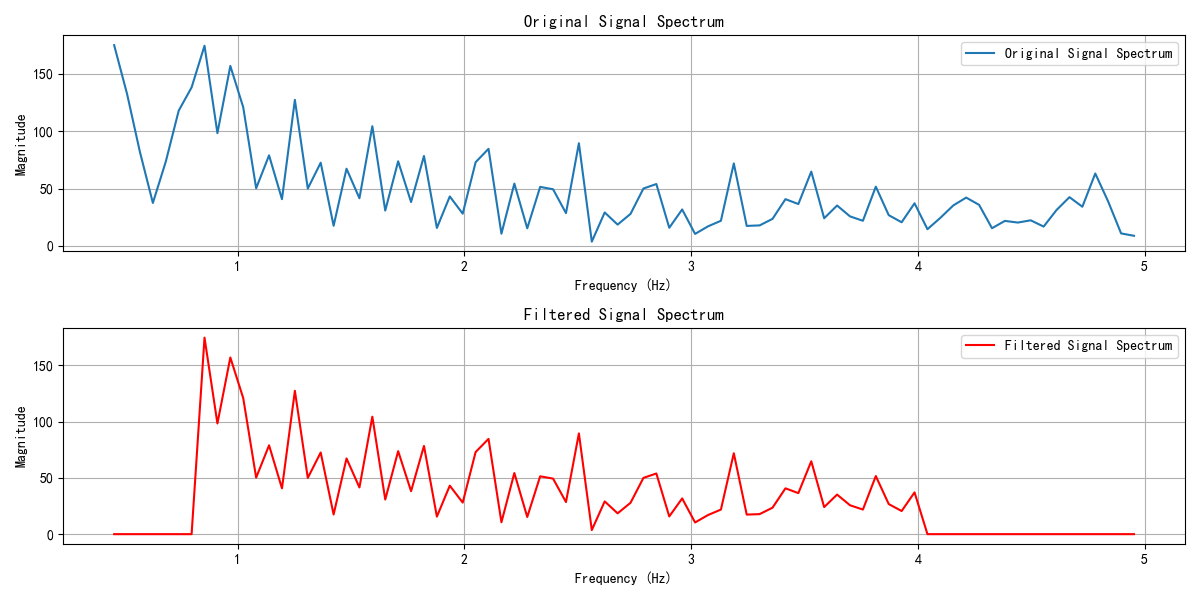 Original Signal Spectrum
Original Signal Spectrum
Magnitude
150
100
50
0
1 2 3 4 5
Frequency (Hz)
Filtered Signal Spectrum
Filtered Signal Spectrum
Magnitude
150
100
50
0
1 2 3 4 5
Frequency (Hz)